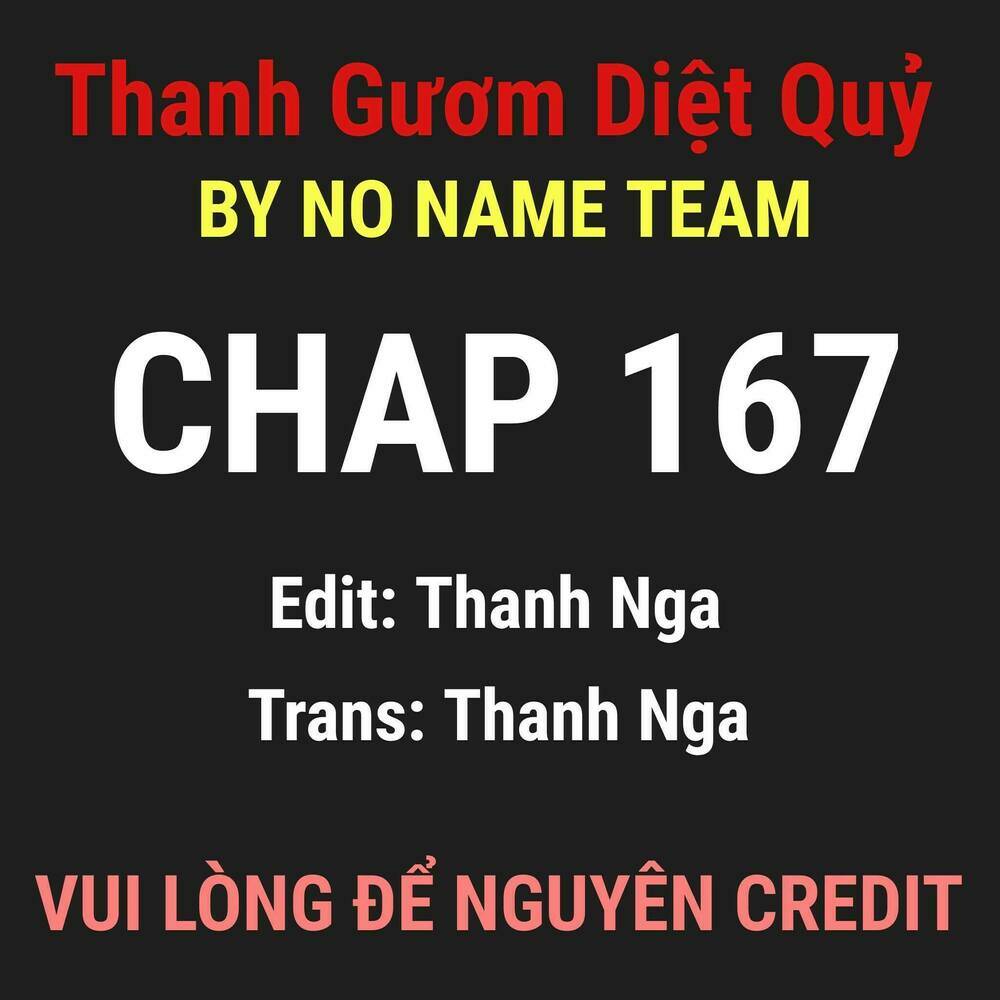 Thanh Gươm Diệt Quỷ
BY NO NAME TEAM
CHAP 167
Edit: Thanh Nga
Trans: Thanh Nga
VUI LÒNG ĐỂ NGUYÊN CREDIT